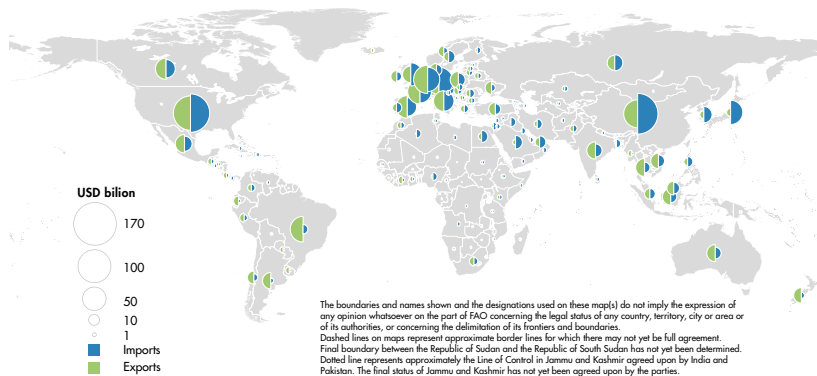 USD bilion
170
100
50
10
1
Imports
Exports
The boundaries and names shown and the designations used on these map(s) do not imply the expression of
any opinion whatsoever on the part of FAO concerning the legal status of any country, territory, city or area or
of its authorities, or concerning the delimitation of its frontiers and boundaries.
Dashed lines on maps represent approximate border lines for which there may not yet be full agreement.
Final boundary between the Republic of Sudan and the Republic of South Sudan has not yet been determined.
Dotted line represents approximately the Line of Control in Jammu and Kashmir agreed upon by India and
Pakistan. The final status of Jammu and Kashmir has not yet been agreed upon by the parties.